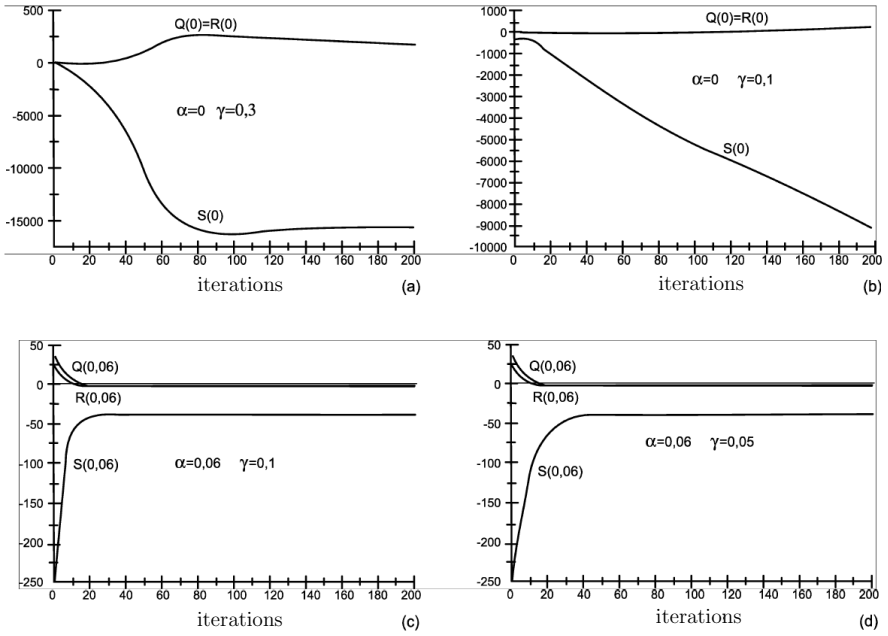 500
0
-5000
-10000
-15000
Q(0)=R(0)
α=0 γ=0,3
S(0)
0 20 40 60 80 100 120 140 160 180 200
iterations
(a)
1000
0
-1000
-2000
-3000
-4000
-5000
-6000
-7000
-8000
-9000
-10000
Q(0)=R(0)
α=0 γ=0,1
S(0)
0 20 40 60 80 100 120 140 160 180 200
iterations
(b)
50
0
-50
-100
-150
-200
-250
Q(0,06)
R(0,06)
S(0,06)
α=0,06 γ=0,1
0 20 40 60 80 100 120 140 160 180 200
iterations
(c)
50
0
-50
-100
-150
-200
-250
Q(0,06)
R(0,06)
α=0,06 γ=0,05
S(0,06)
0 20 40 60 80 100 120 140 160 180 200
iterations
(d)